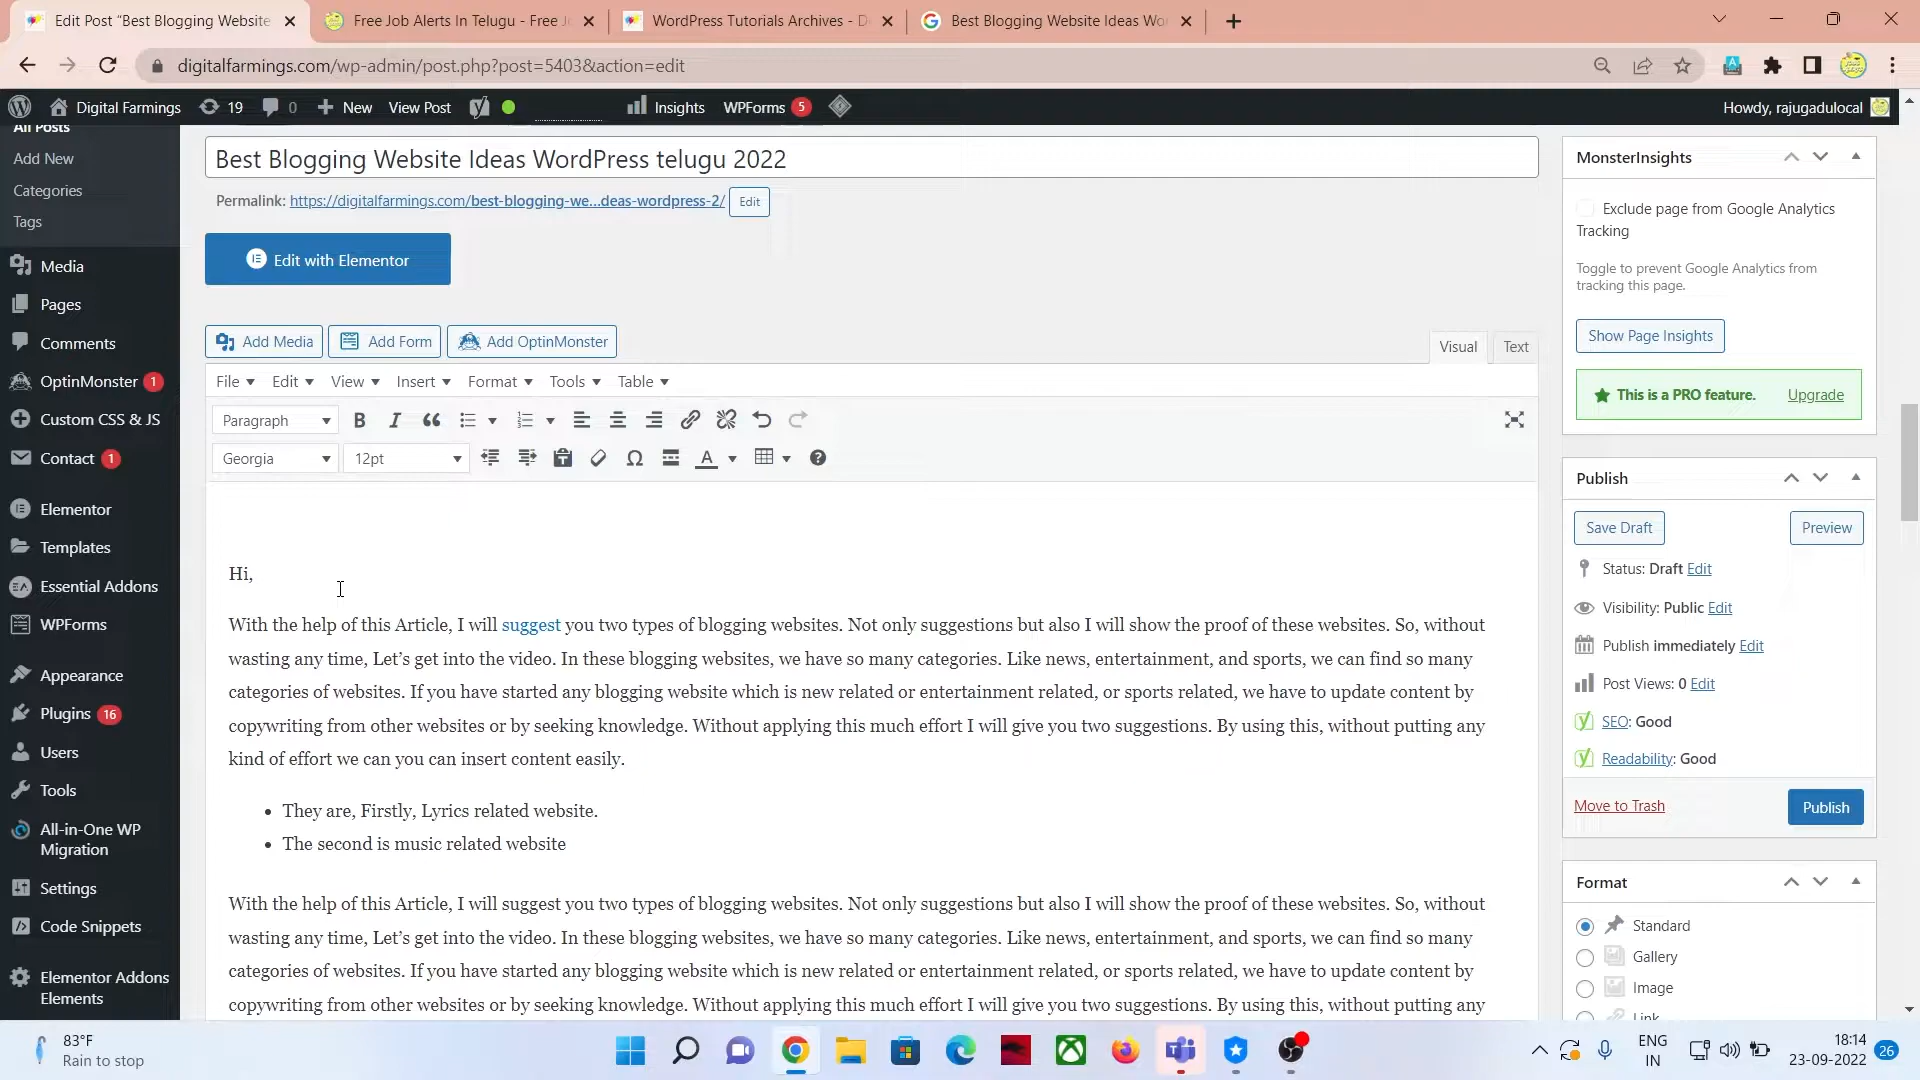 Edit Post “Best Blogging Website
Free Job Alerts In Telugu - Free J
WordPress Tutorials Archives - D
Best Blogging Website Ideas Wo
digitalfarmings.com/wp-admin/post.php?post=5403&action=edit
Digital Farmings
19
0
New
View Post
Insights
WPForms
5
Howdy, rajugadulocal
All Posts
Add New
Categories
Tags
Media
Pages
Comments
OptinMonster 1
Custom CSS & JS
Contact 1
Elementor
Templates
Essential Addons
WPForms
Appearance
Plugins 16
Users
Tools
All-in-One WP
Migration
Settings
Code Snippets
Elementor Addons
Elements
Best Blogging Website Ideas WordPress telugu 2022
Permalink: https://digitalfarmings.com/best-blogging-we...deas-wordpress-2/ Edit
Edit with Elementor
Add Media
Add Form
Add OptinMonster
Visual
Text
File
Edit
View
Insert
Format
Tools
Table
Paragraph
Georgia
12pt
Hi,
With the help of this Article, I will suggest you two types of blogging websites. Not only suggestions but also I will show the proof of these websites. So, without
wasting any time, Let’s get into the video. In these blogging websites, we have so many categories. Like news, entertainment, and sports, we can find so many
categories of websites. If you have started any blogging website which is new related or entertainment related, or sports related, we have to update content by
copywriting from other websites or by seeking knowledge. Without applying this much effort I will give you two suggestions. By using this, without putting any
kind of effort we can you can insert content easily.
• They are, Firstly, Lyrics related website.
• The second is music related website
With the help of this Article, I will suggest you two types of blogging websites. Not only suggestions but also I will show the proof of these websites. So, without
wasting any time, Let’s get into the video. In these blogging websites, we have so many categories. Like news, entertainment, and sports, we can find so many
categories of websites. If you have started any blogging website which is new related or entertainment related, or sports related, we have to update content by
copywriting from other websites or by seeking knowledge. Without applying this much effort I will give you two suggestions. By using this, without putting any
MonsterInsights
Exclude page from Google Analytics
Tracking
Toggle to prevent Google Analytics from
tracking this page.
Show Page Insights
This is a PRO feature. Upgrade
Publish
Save Draft
Preview
Status: Draft Edit
Visibility: Public Edit
Publish immediately Edit
Post Views: 0 Edit
SEO: Good
Readability: Good
Move to Trash
Publish
Format
Standard
Gallery
Image
Link
83°F
Rain to stop
ENG
IN
18:14
23-09-2022
26